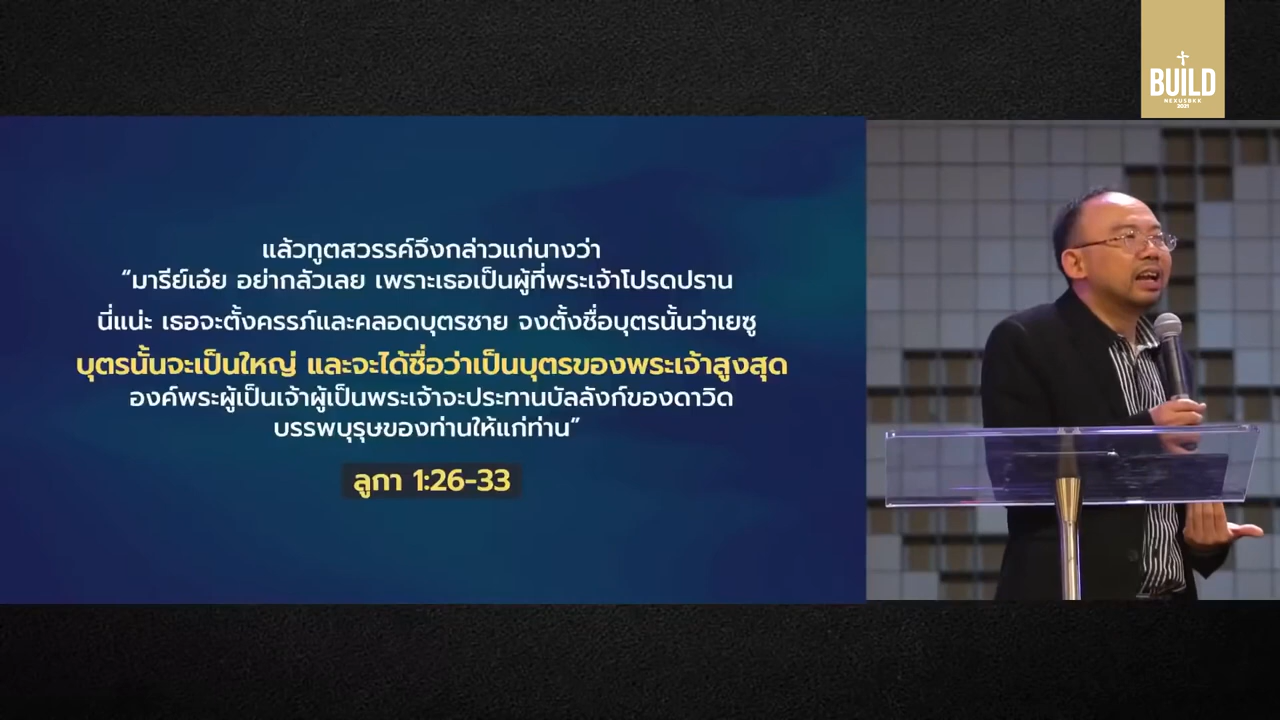 BUILD
NEXUSBKK
2021
แล้วทูตสวรรค์จึงกล่าวแก่นางว่า
“มารีย์เอ๋ย อย่ากลัวเลย เพราะเธอเป็นผู้ที่พระเจ้าโปรดปราน
นี่แน่ะ เธอจะตั้งครรภ์และคลอดบุตรชาย จงตั้งชื่อบุตรนั้นว่าเยซู
บุตรนั้นจะเป็นใหญ่ และจะได้ชื่อว่าเป็นบุตรของพระเจ้าสูงสุด
องค์พระผู้เป็นเจ้าผู้เป็นพระเจ้าจะประทานบัลลังก์ของดาวิด
บรรพบุรุษของท่านให้แก่ท่าน”
ลูกา 1:26-33